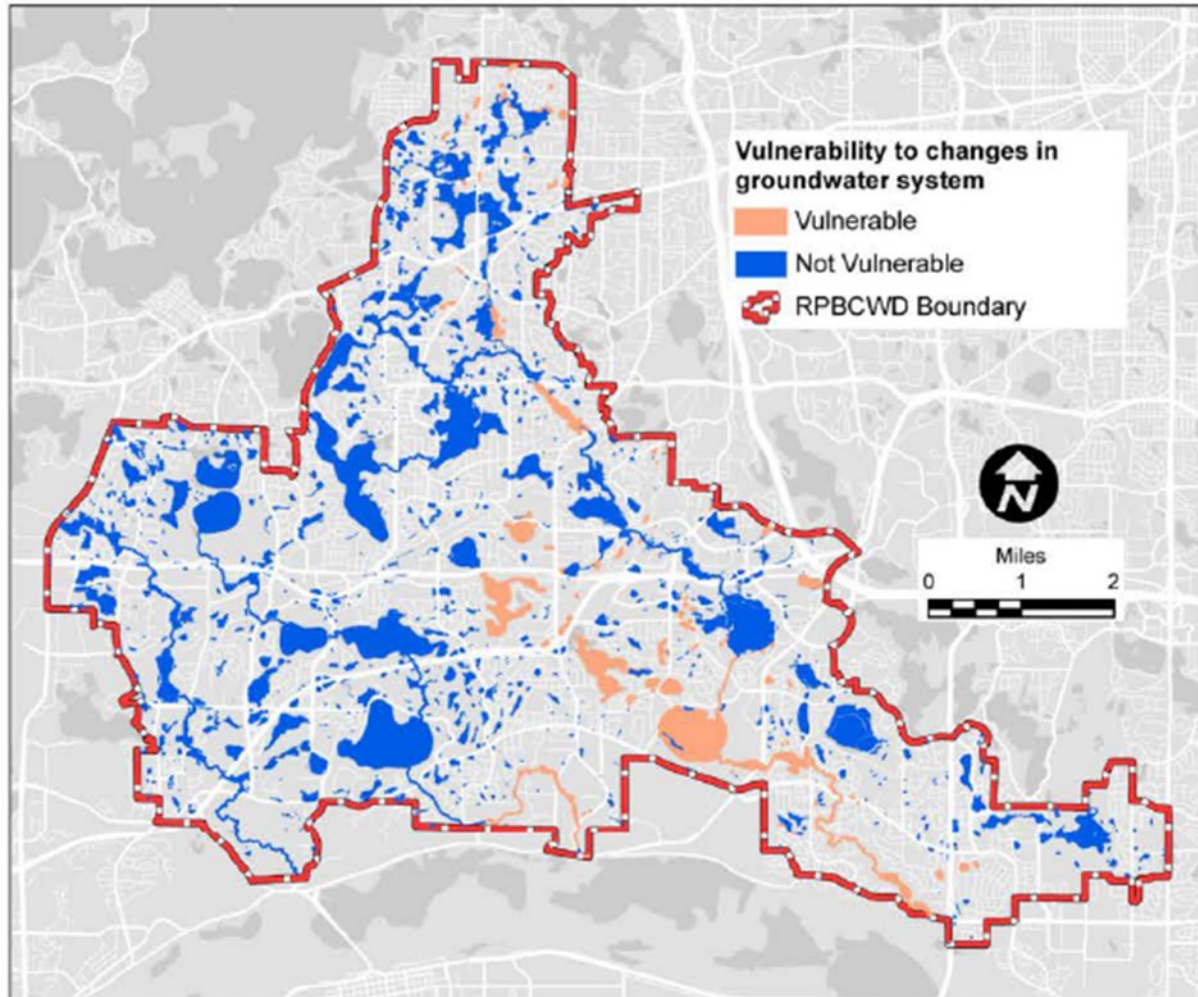 Vulnerability to changes in
groundwater system
Vulnerable
Not Vulnerable
RPBCWD Boundary
N
Miles
0 1 2